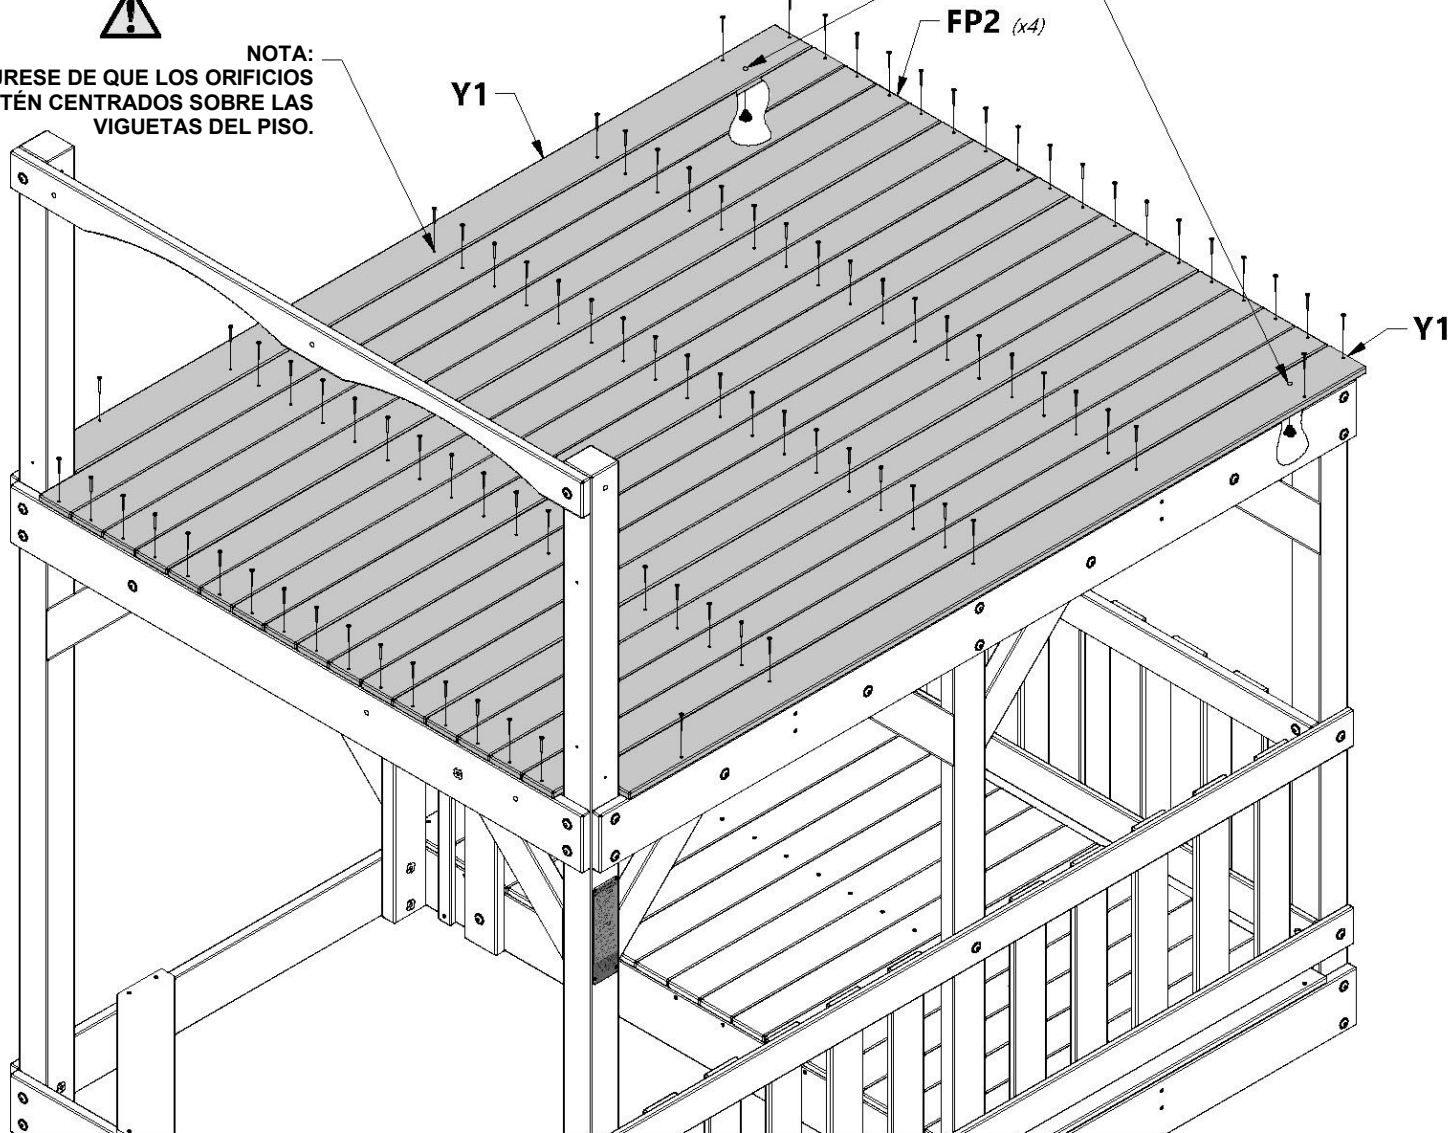 NOTA:
URESE DE QUE LOS ORIFICIOS
TÉN CENTRADOS SOBRE LAS
VIGUETAS DEL PISO.
Y1
FP2 (x4)
Y1